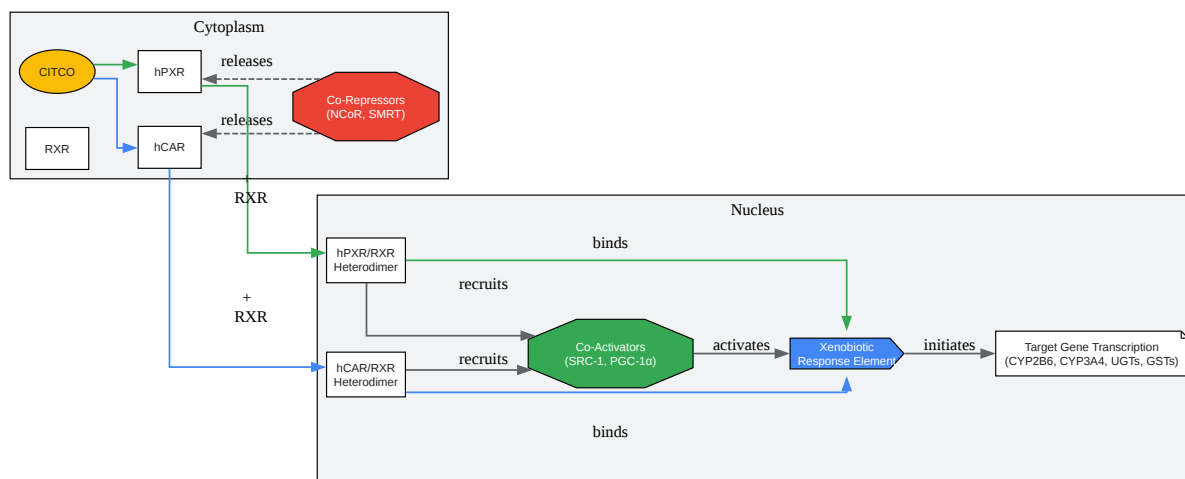 Cytoplasm
CITCO
hPXR
releases
Co-Repressors
(NCoR, SMRT)
releases
RXR
hCAR
+
RXR
Nucleus
hPXR/RXR
Heterodimer
binds
recruits
+
RXR
hCAR/RXR
Heterodimer
recruits
Co-Activators
(SRC-1, PGC-1α)
activates
Xenobiotic
Response Element
initiates
Target Gene Transcription
(CYP2B6, CYP3A4, UGTs, GSTs)
binds